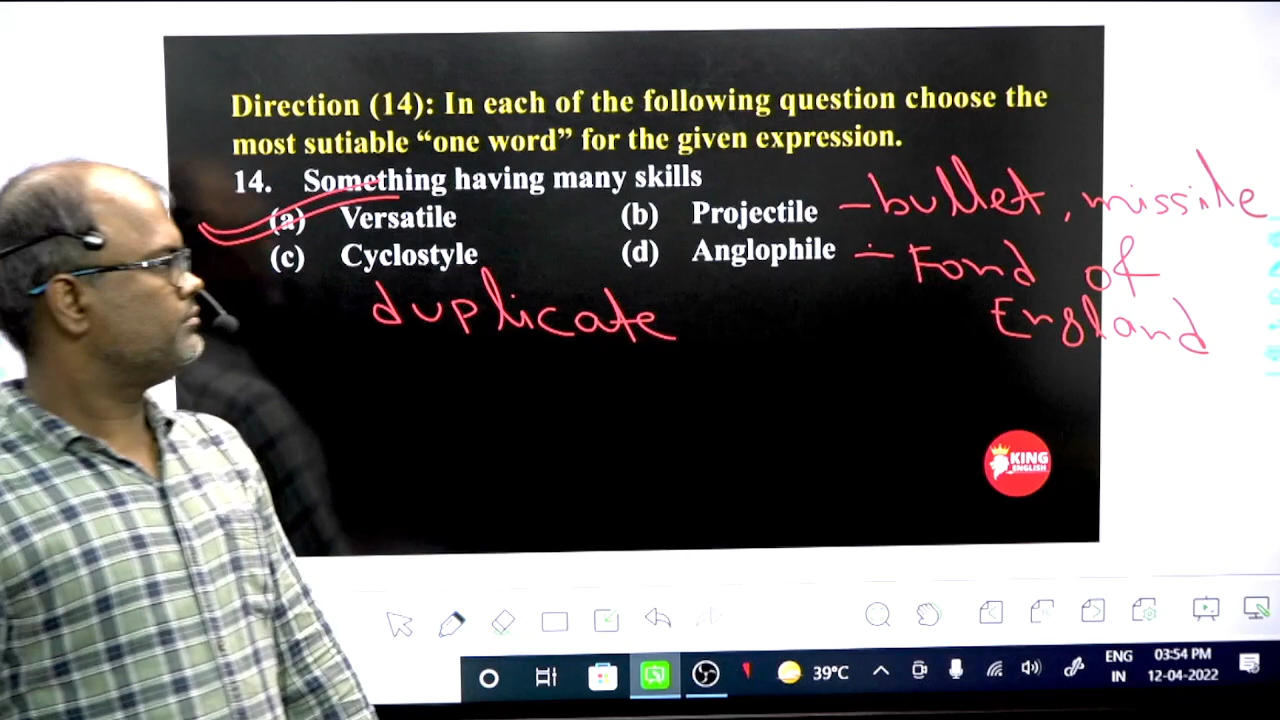 Direction (14): In each of the following question choose the
most sutiable “one word” for the given expression.
14. Something having many skills
(a) Versatile (b) Projectile - bullet, missile
(c) Cyclostyle (d) Anglophile - Fond of
England
duplicate
KING
ENGLISH
39°C ENG 03:54 PM
IN 12-04-2022